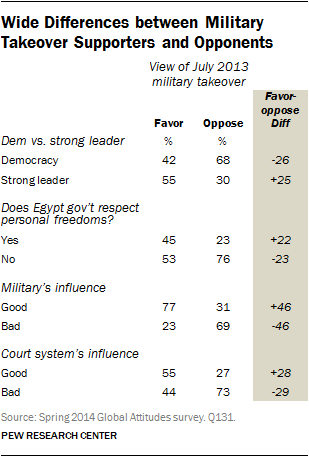 Wide Differences between Military
Takeover Supporters and Opponents
View of July 2013
military takeover
Favor-
oppose
Diff
Favor Oppose
Dem vs. strong leader % %
Democracy 42 68 -26
Strong leader 55 30 +25
Does Egypt gov't respect
personal freedoms?
Yes 45 23 +22
No 53 76 -23
Military's influence
Good 77 31 +46
Bad 23 69 -46
Court system's influence
Good 55 27 +28
Bad 44 73 -29
Source: Spring 2014 Global Attitudes survey. Q131.
PEW RESEARCH CENTER